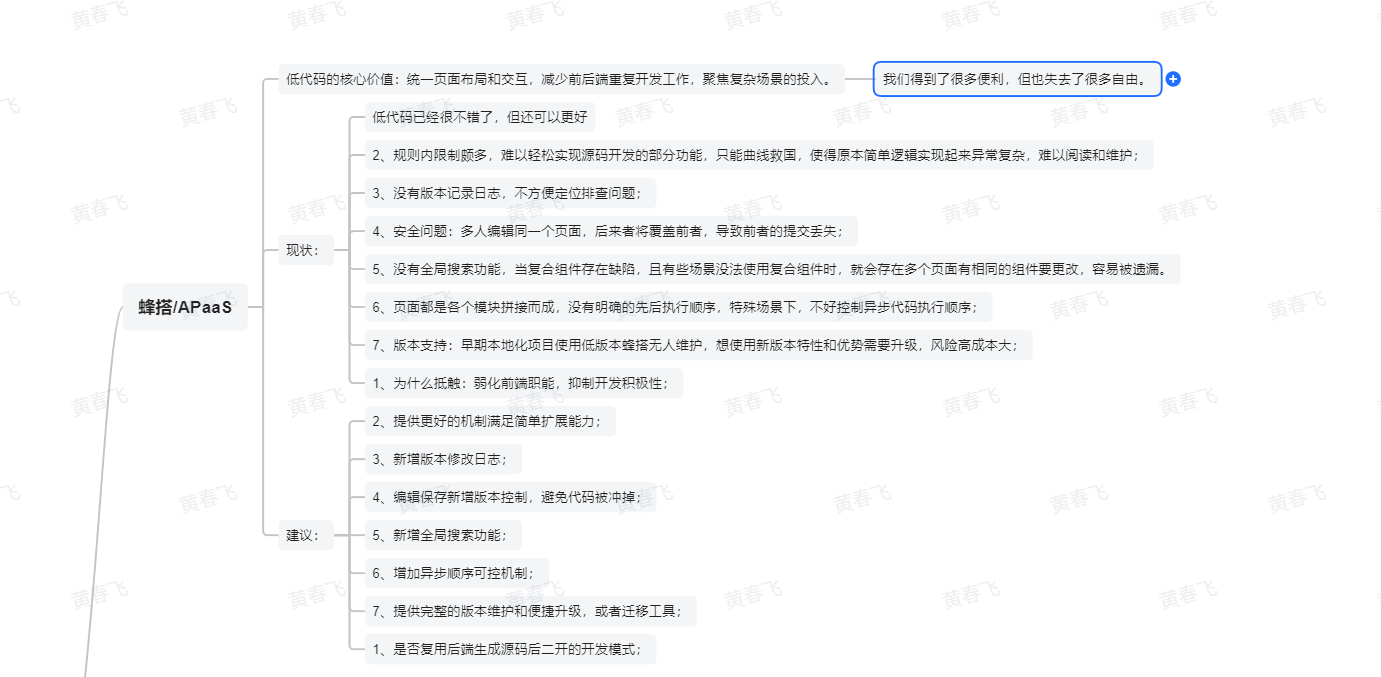 低代码的核心价值：统一页面布局和交互，减少前后端重复开发工作，聚焦复杂场景的投入。
我们得到了很多便利，但也失去了很多自由。
低代码已经很不错了，但还可以更好
2、规则内限制颇多，难以轻松实现源码开发的部分功能，只能曲线救国，使得原本简单逻辑实现起来异常复杂，难以阅读和维护；
3、没有版本记录日志，不方便定位排查问题；
4、安全问题：多人编辑同一个页面，后来者将覆盖前者，导致前者的提交丢失；
现状：
5、没有全局搜索功能，当复合组件存在缺陷，且有些场景没法使用复合组件时，就会存在多个页面有相同的组件要更改，容易被遗漏。
蜂搭/APaaS
6、页面都是各个模块拼接而成，没有明确的先后执行顺序，特殊场景下，不好控制异步代码执行顺序；
7、版本支持：早期本地化项目使用低版本蜂搭无人维护，想使用新版本特性和优势需要升级，风险高成本大；
1、为什么抵触：弱化前端职能，抑制开发积极性；
2、提供更好的机制满足简单扩展能力；
3、新增版本修改日志；
4、编辑保存新增版本控制，避免代码被冲掉；
建议：
5、新增全局搜索功能；
6、增加异步顺序可控机制；
7、提供完整的版本维护和便捷升级，或者迁移工具；
1、是否复用后端生成源码后二开的开发模式；
黄春飞